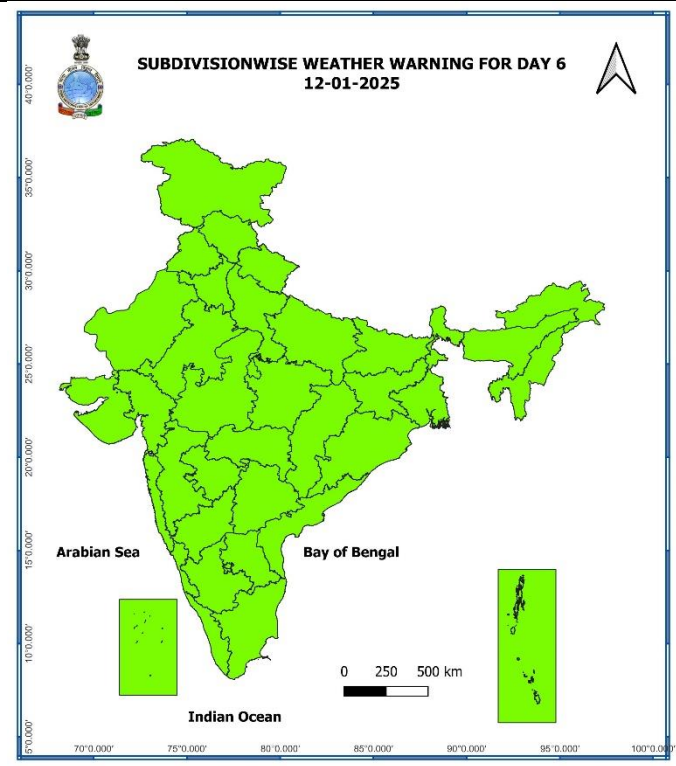 SUBDIVISIONWISE WEATHER WARNING FOR DAY 6
12-01-2025
40°0.000'
35°0.000'
30°0.000'
25°0.000'
20°0.000'
15°0.000'
10°0.000'
5°0.000'
Arabian Sea
Bay of Bengal
0 250 500 km
Indian Ocean
70°0.000' 75°0.000' 80°0.000' 85°0.000' 90°0.000' 95°0.000' 100°0.000'